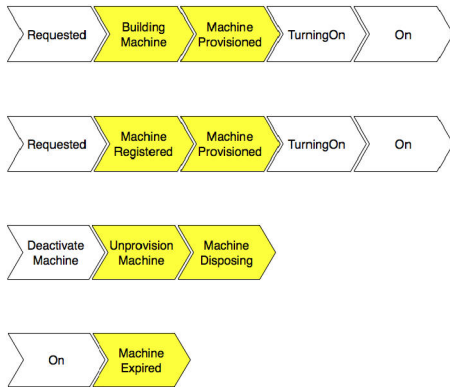 Requested
Building
Machine
Machine
Provisioned
TurningOn
On
Requested
Machine
Registered
Machine
Provisioned
TurningOn
On
Deactivate
Machine
Unprovision
Machine
Machine
Disposing
On
Machine
Expired